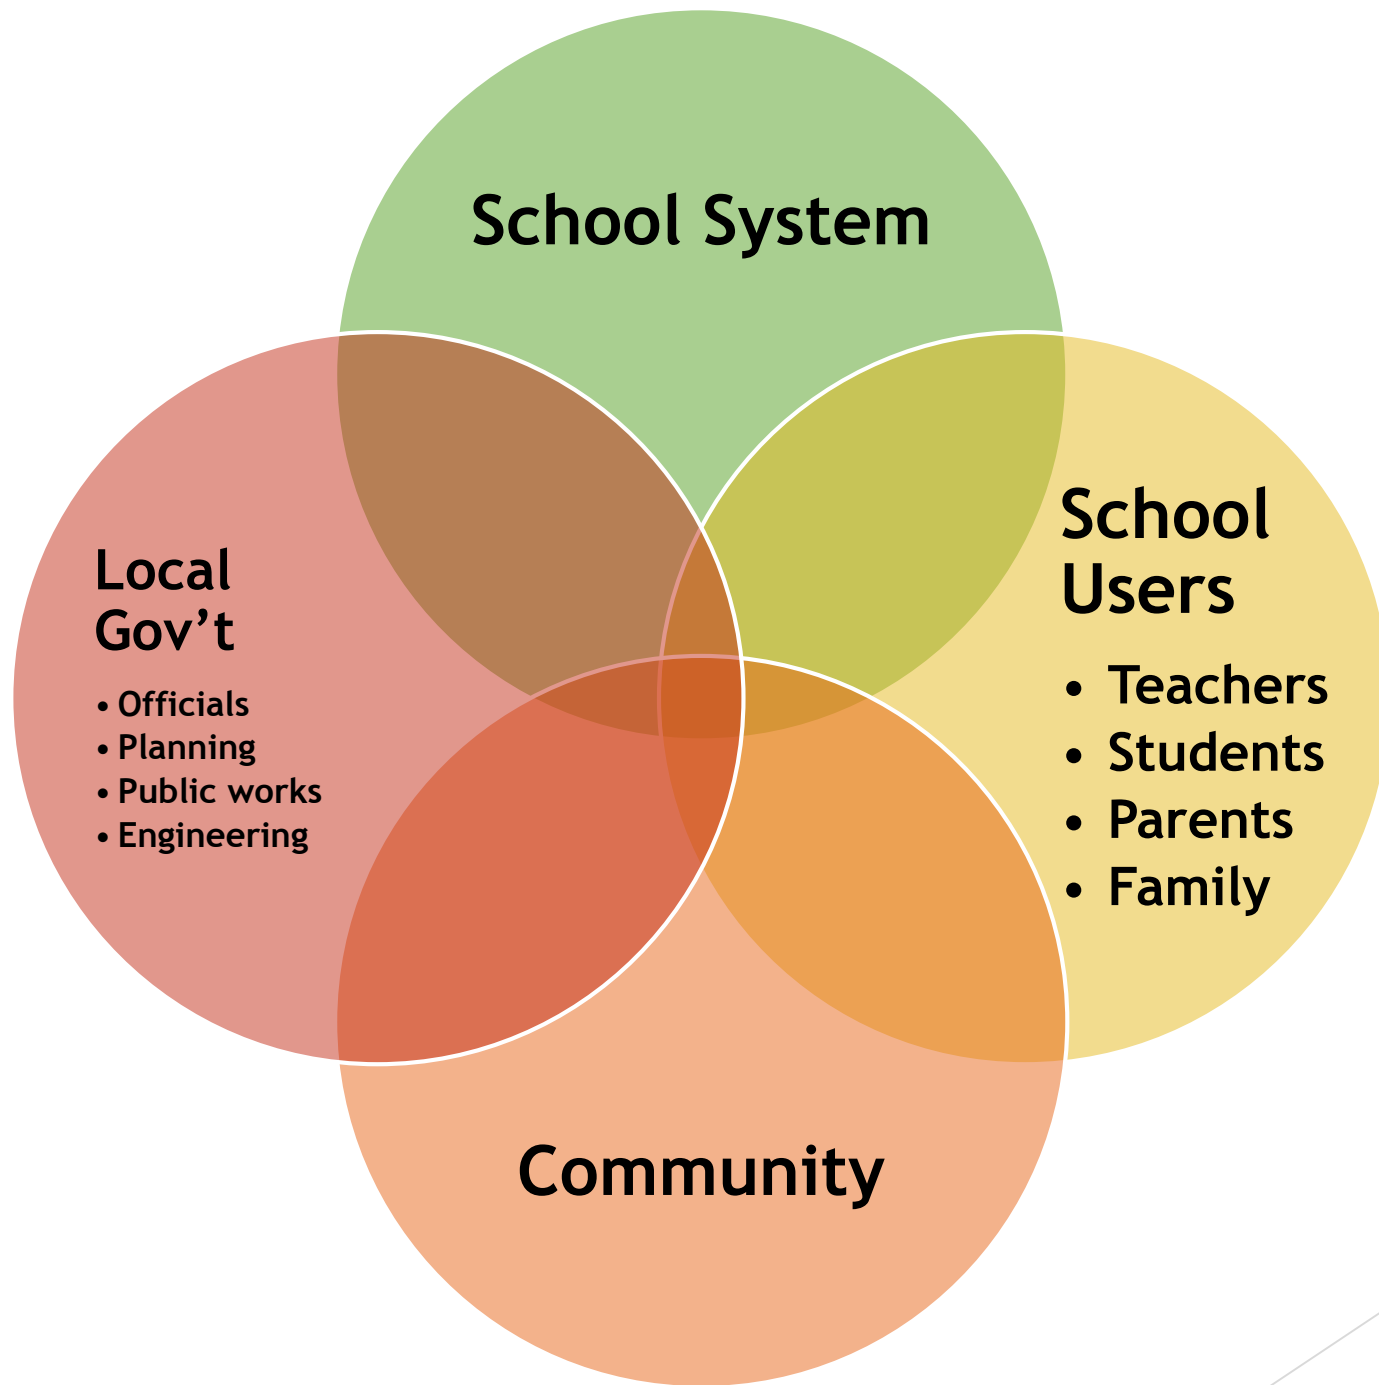 School System
Local
Gov’t
• Officials
• Planning
• Public works
• Engineering
School
Users
• Teachers
• Students
• Parents
• Family
Community